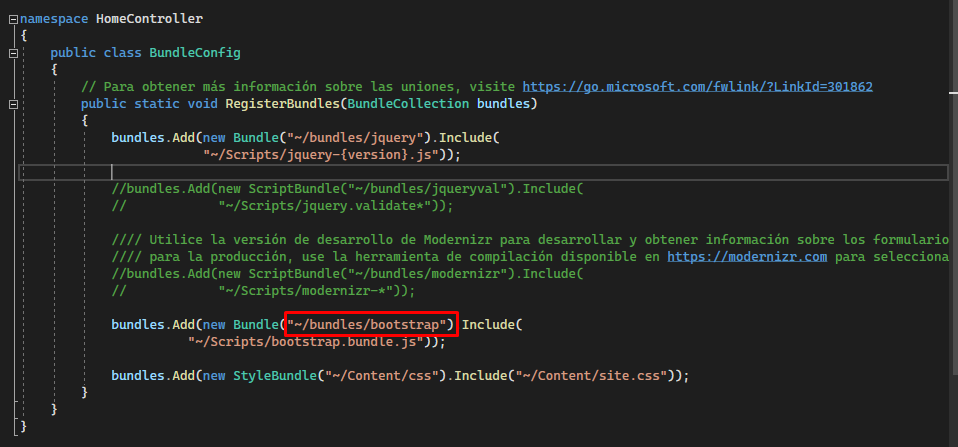 namespace HomeController
{
public class BundleConfig
{
// Para obtener más información sobre las uniones, visite https://go.microsoft.com/fwlink/?LinkId=301862
public static void RegisterBundles(BundleCollection bundles)
{
bundles.Add(new Bundle("~/bundles/jquery").Include(
"~/Scripts/jquery-{version}.js"));
//bundles.Add(new ScriptBundle("~/bundles/jqueryval").Include(
// "~/Scripts/jquery.validate*"));
//// Utilice la versión de desarrollo de Modernizr para desarrollar y obtener información sobre los formulario
//// para la producción, use la herramienta de compilación disponible en https://modernizr.com para selecciona
//bundles.Add(new ScriptBundle("~/bundles/modernizr").Include(
// "~/Scripts/modernizr-*"));
bundles.Add(new Bundle("~/bundles/bootstrap").Include(
"~/Scripts/bootstrap.bundle.js"));
bundles.Add(new StyleBundle("~/Content/css").Include("~/Content/site.css"));
}
}
}